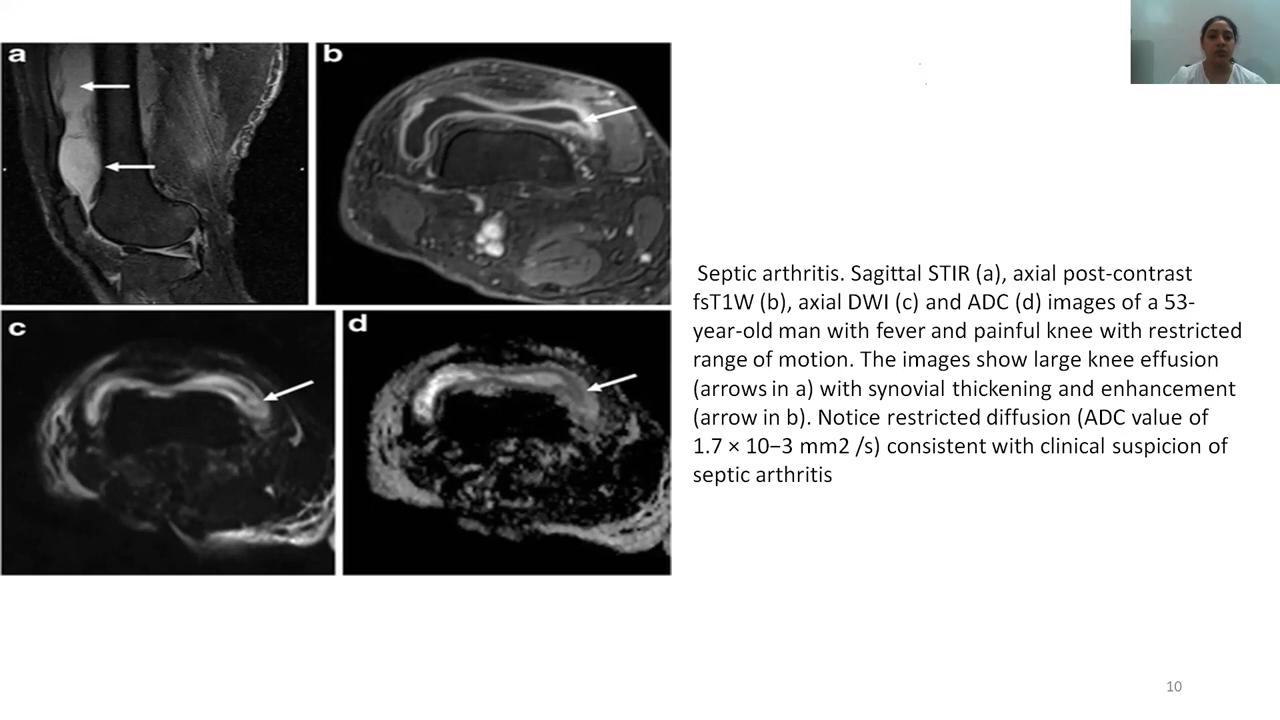 a
b
c
d
Septic arthritis. Sagittal STIR (a), axial post-contrast
fsT1W (b), axial DWI (c) and ADC (d) images of a 53-
year-old man with fever and painful knee with restricted
range of motion. The images show large knee effusion
(arrows in a) with synovial thickening and enhancement
(arrow in b). Notice restricted diffusion (ADC value of
1.7 × 10−3 mm2 /s) consistent with clinical suspicion of
septic arthritis
10